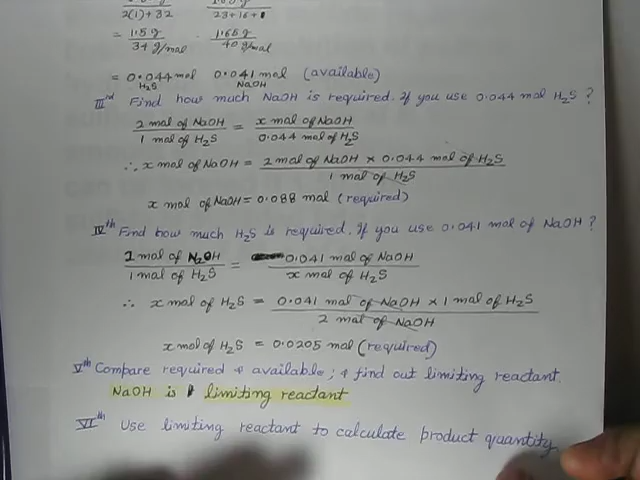 2(1)+32   23+16+1
= 1.5 g / 34 g/mol . 1.65 g / 40 g/mol
= 0.044 mol H₂S 0.041 mol NaOH (available)
IIIrd Find how much NaOH is required. If you use 0.044 mol H₂S ?
2 mol of NaOH / 1 mol of H₂S = x mol of NaOH / 0.044 mol of H₂S
∴ x mol of NaOH = 2 mol of NaOH × 0.044 mol of H₂S / 1 mol of H₂S
x mol of NaOH = 0.088 mol (required)
IVth Find how much H₂S is required. If you use 0.041 mol of NaOH ?
2 mol of NaOH / 1 mol of H₂S = 0.041 mol of NaOH / x mol of H₂S
∴ x mol of H₂S = 0.041 mol of NaOH × 1 mol of H₂S / 2 mol of NaOH
x mol of H₂S = 0.0205 mol (required)
Vth Compare required & available; & find out limiting reactant.
NaOH is limiting reactant
VIth Use limiting reactant to calculate product quantity